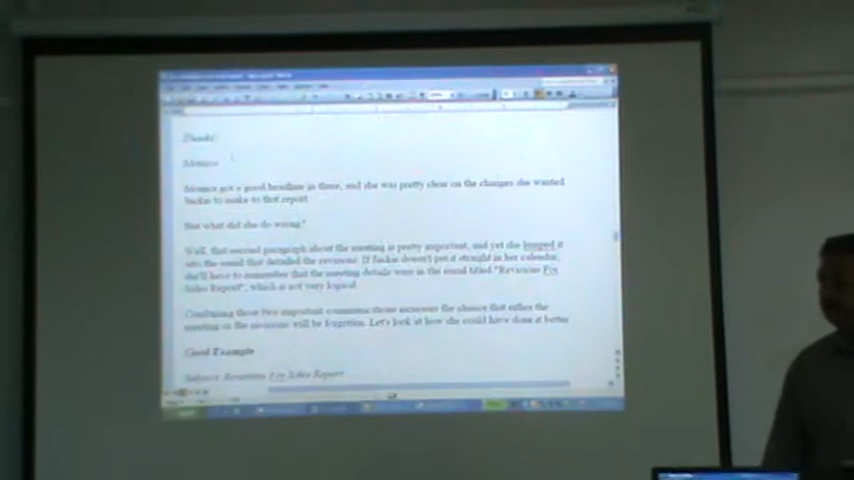 Thanks!
Monica
Monica got a good headline in there, and she was pretty clear on the changes she wanted
Jackie to make to that report.
But what did she do wrong?
Well, that second paragraph about the meeting is pretty important, and yet she lumped it
into the email that detailed the revisions. If Jackie doesn't put it straight in her calendar,
she'll have to remember that the meeting details were in the email titled "Revisions For
Sales Report", which is not very logical.
Combining these two important communications increases the chance that either the
meeting or the revisions will be forgotten. Let's look at how she could have done it better
Good Example
Subject: Revisions For Sales Report